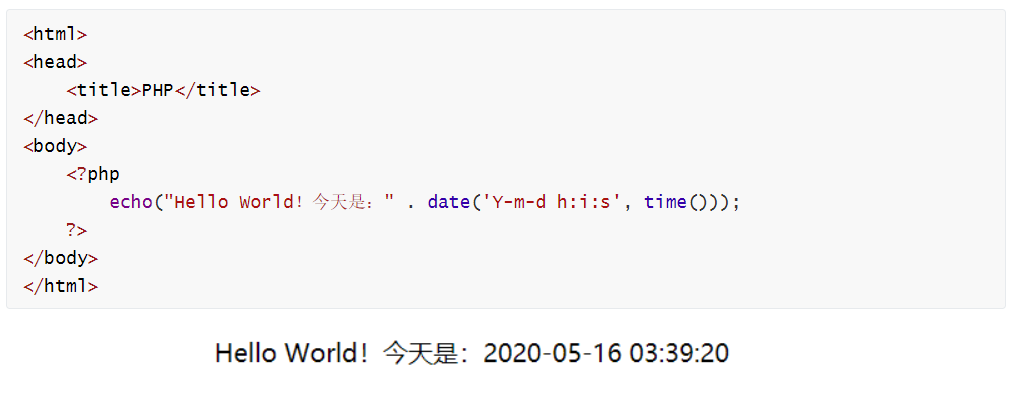 <html>
<head>
    <title>PHP</title>
</head>
<body>
    <?php
        echo("Hello World! 今天是：" . date('Y-m-d h:i:s', time()));
    ?>
</body>
</html>
Hello World！今天是：2020-05-16 03:39:20